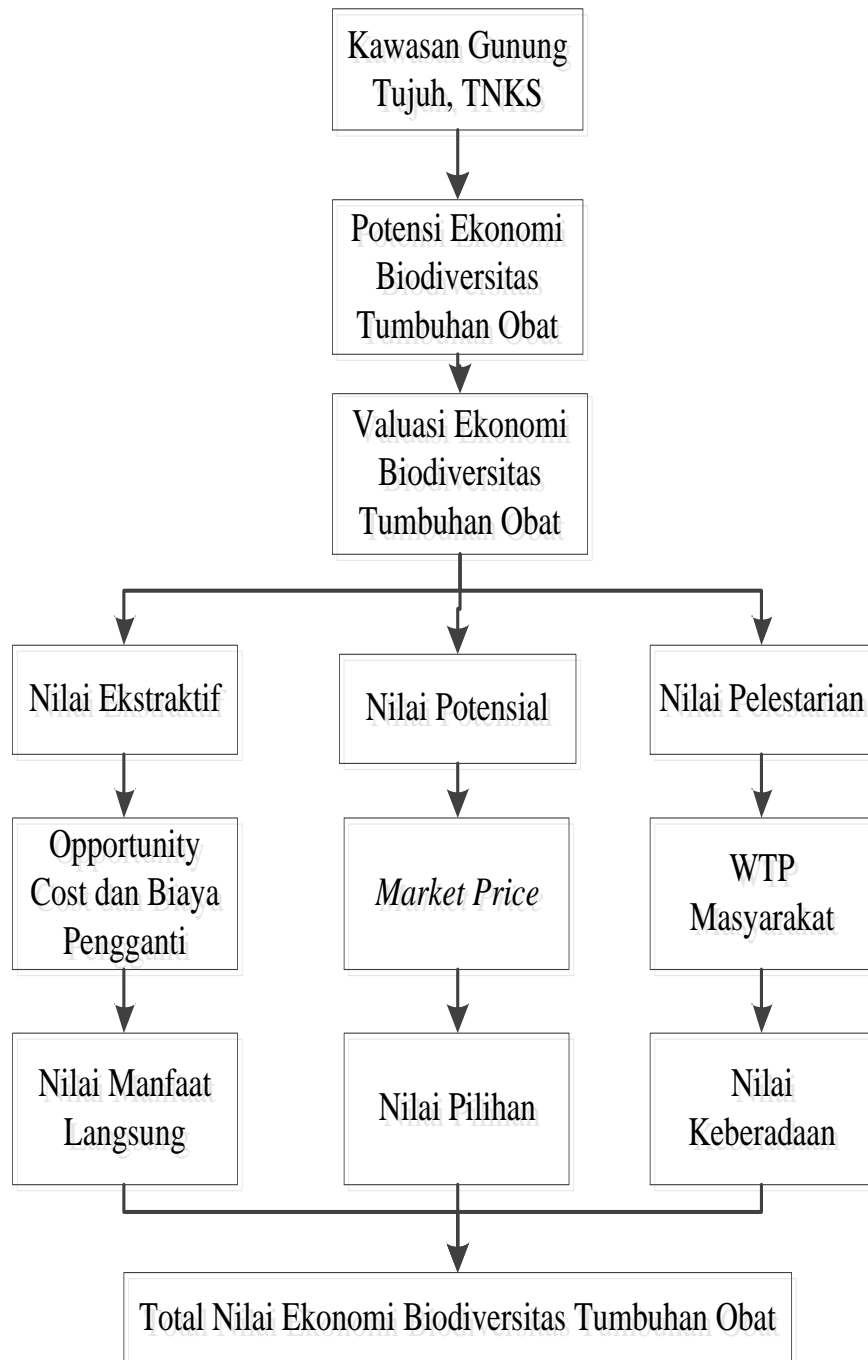 Kawasan Gunung
Tujuh, TNKS
Potensi Ekonomi
Biodiversitas
Tumbuhan Obat
Valuasi Ekonomi
Biodiversitas
Tumbuhan Obat
Nilai Ekstraktif
Nilai Potensial
Nilai Pelestarian
Opportunity
Cost dan Biaya
Pengganti
Market Price
WTP
Masyarakat
Nilai Manfaat
Langsung
Nilai Pilihan
Nilai
Keberadaan
Total Nilai Ekonomi Biodiversitas Tumbuhan Obat